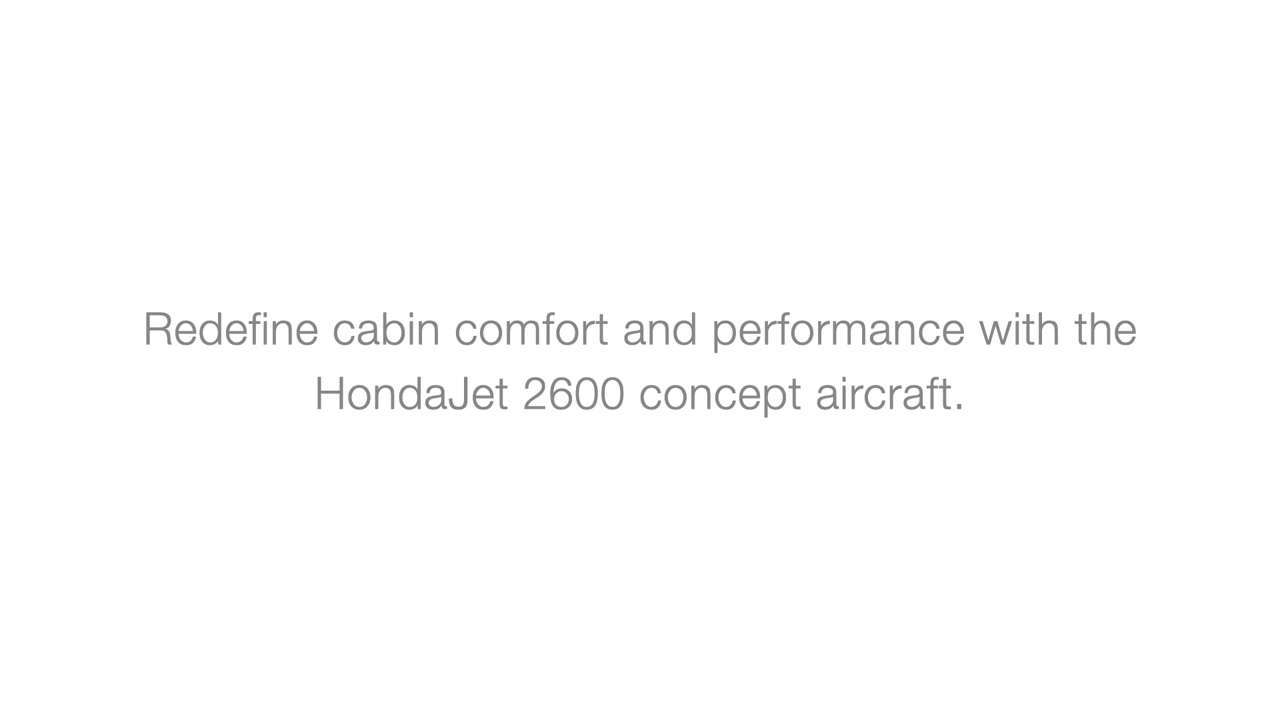 Redefine cabin comfort and performance with the
HondaJet 2600 concept aircraft.